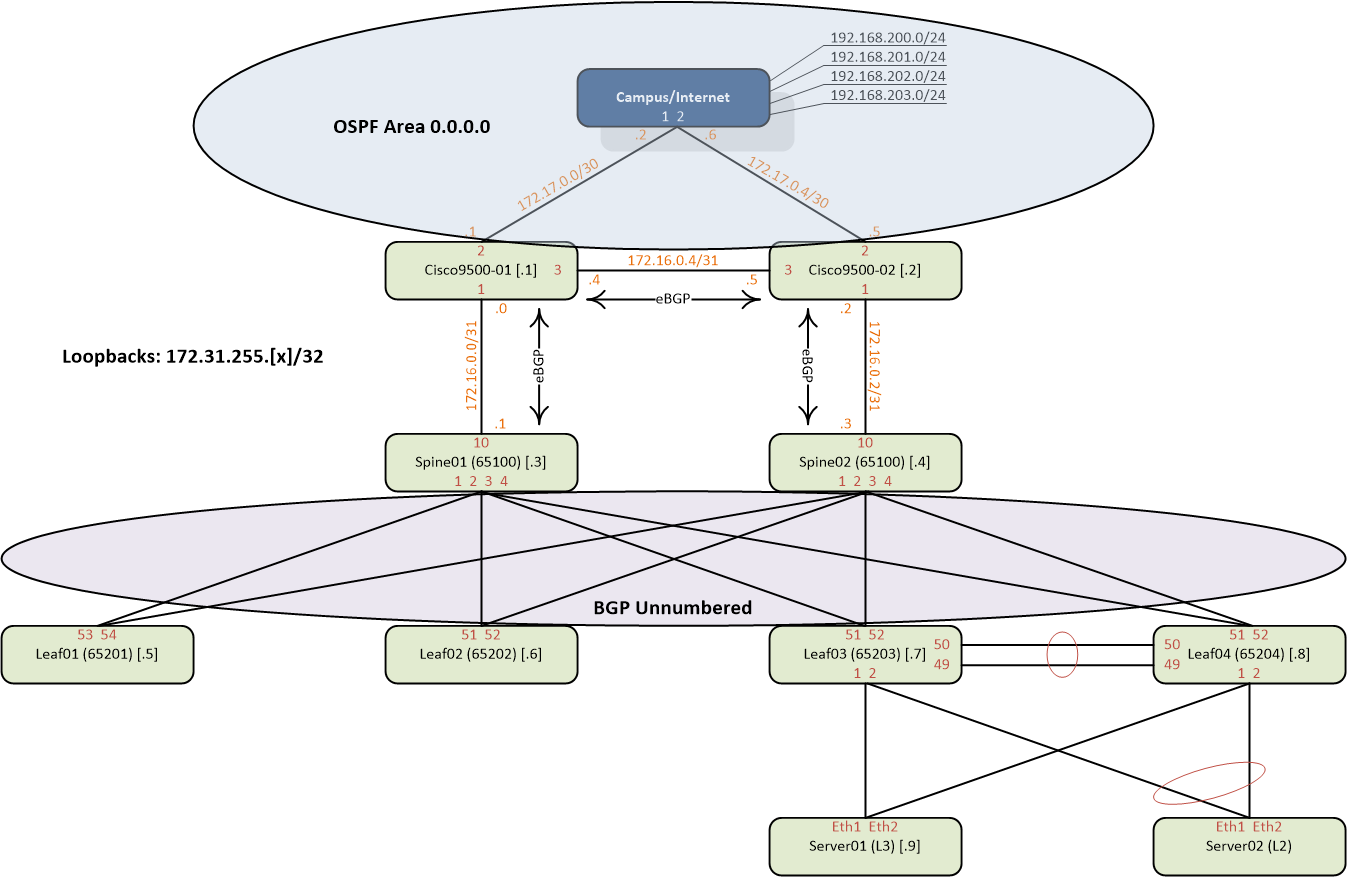 192.168.200.0/24
192.168.201.0/24
192.168.202.0/24
192.168.203.0/24
Campus/Internet
1 2
OSPF Area 0.0.0.0
.2
.6
172.17.0.0/30
172.17.0.4/30
.1
.5
2
Cisco9500-01 [.1]
3
1
172.16.0.4/31
.4
.5
eBGP
2
3
Cisco9500-02 [.2]
1
.0
.2
172.16.0.0/31
eBGP
eBGP
172.16.0.2/31
Loopbacks: 172.31.255.[x]/32
.1
.3
10
Spine01 (65100) [.3]
1 2 3 4
10
Spine02 (65100) [.4]
1 2 3 4
BGP Unnumbered
53 54
Leaf01 (65201) [.5]
51 52
Leaf02 (65202) [.6]
51 52
Leaf03 (65203) [.7]
50
49
1 2
51 52
50
49
Leaf04 (65204) [.8]
1 2
Eth1 Eth2
Server01 (L3) [.9]
Eth1 Eth2
Server02 (L2)